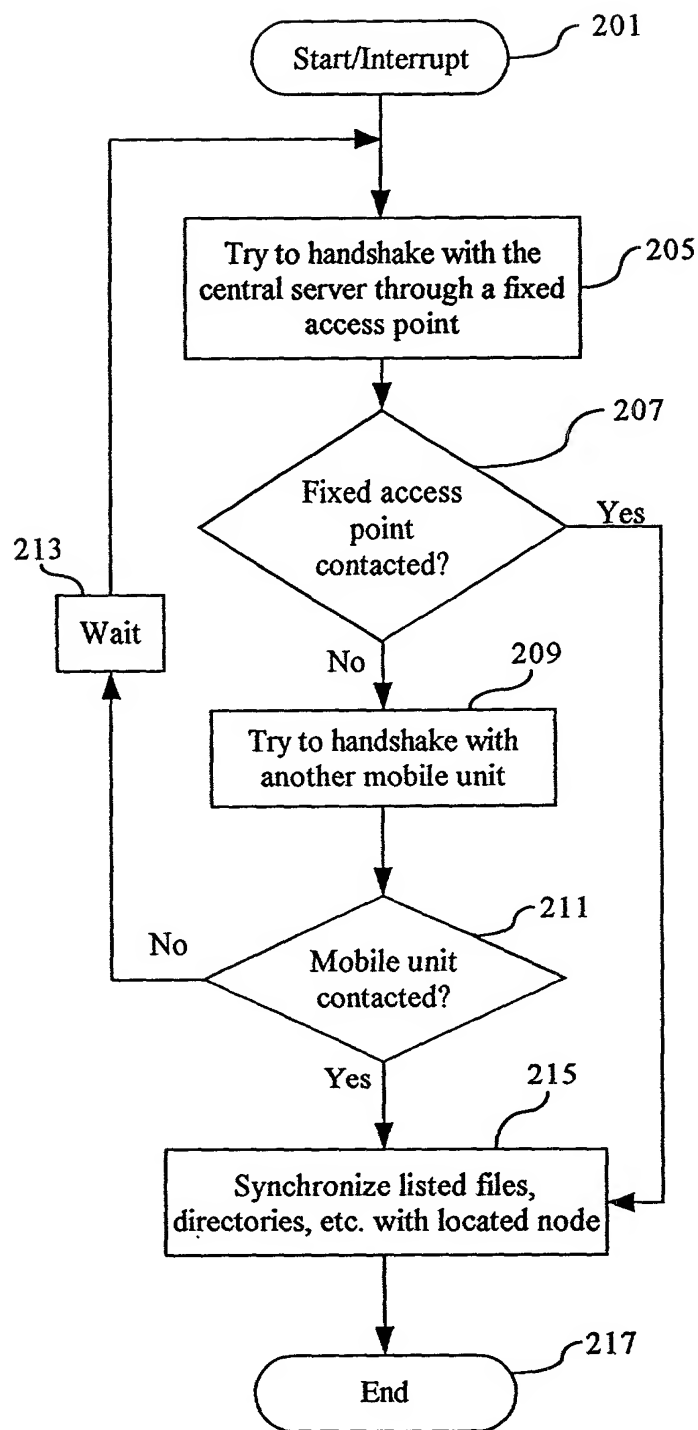 201
Start/Interrupt
Try to handshake with the
central server through a fixed
access point
205
207
Fixed access
point
contacted?
Yes
213
Wait
No
209
Try to handshake with
another mobile unit
211
No
Mobile unit
contacted?
Yes
215
Synchronize listed files,
directories, etc. with located node
217
End